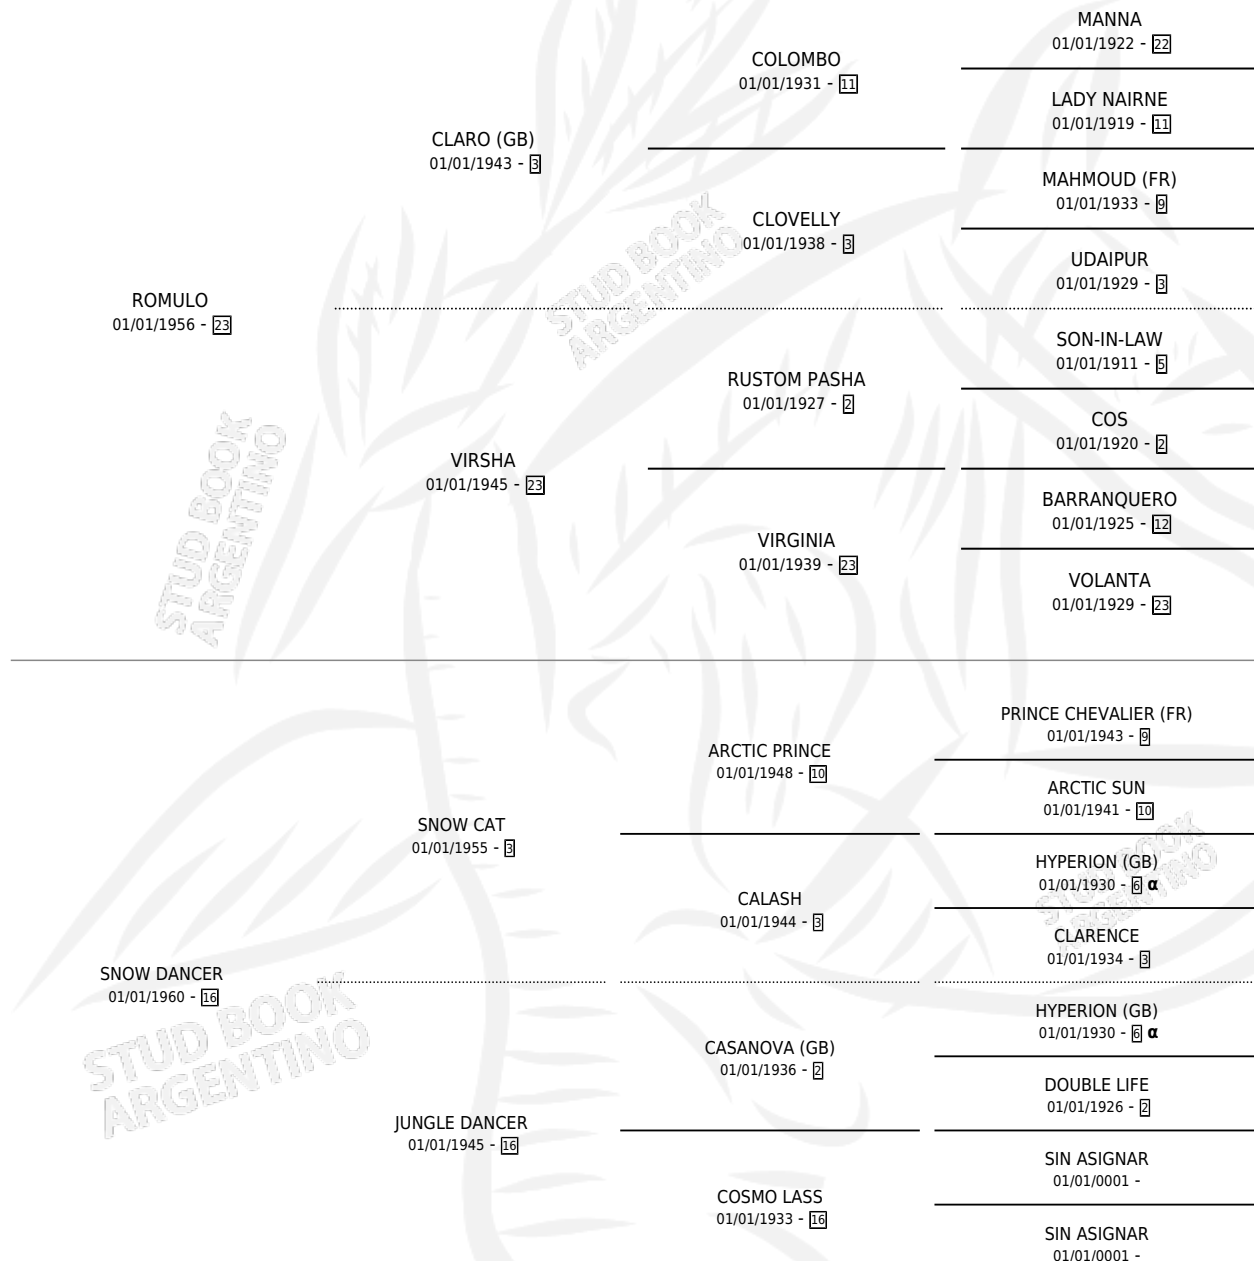 MANNA
01/01/1922 - 22
COLOMBO
01/01/1931 - 11
LADY NAIRNE
01/01/1919 - 11
CLARO (GB)
01/01/1943 - 3
MAHMOUD (FR)
01/01/1933 - 9
CLOVELLY
01/01/1938 - 3
UDAIPUR
01/01/1929 - 3
ROMULO
01/01/1956 - 23
SON-IN-LAW
01/01/1911 - 5
RUSTOM PASHA
01/01/1927 - 2
COS
01/01/1920 - 2
VIRSHA
01/01/1945 - 23
BARRANQUERO
01/01/1925 - 12
VIRGINIA
01/01/1939 - 23
VOLANTA
01/01/1929 - 23
PRINCE CHEVALIER (FR)
01/01/1943 - 9
ARCTIC PRINCE
01/01/1948 - 10
ARCTIC SUN
01/01/1941 - 10
SNOW CAT
01/01/1955 - 3
HYPERION (GB)
01/01/1930 - 6 α
CALASH
01/01/1944 - 3
CLARENCE
01/01/1934 - 3
SNOW DANCER
01/01/1960 - 16
HYPERION (GB)
01/01/1930 - 6 α
CASANOVA (GB)
01/01/1936 - 2
DOUBLE LIFE
01/01/1926 - 2
JUNGLE DANCER
01/01/1945 - 16
SIN ASIGNAR
01/01/0001 -
COSMO LASS
01/01/1933 - 16
SIN ASIGNAR
01/01/0001 -
STUD BOOK
ARGENTINO
STUD BOOK
ARGENTINO
STUD BOOK
ARGENTINO
STUD BOOK
ARGENTINO